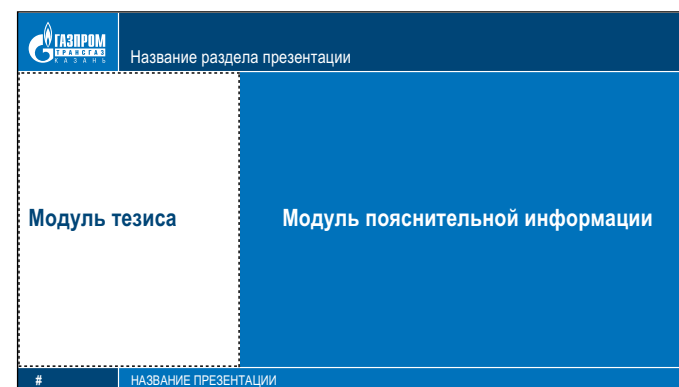 ГАЗПРОМ
ТРАНСГАЗ
КАЗАНЬ
Название раздела презентации
Модуль тезиса
Модуль пояснительной информации
#
НАЗВАНИЕ ПРЕЗЕНТАЦИИ